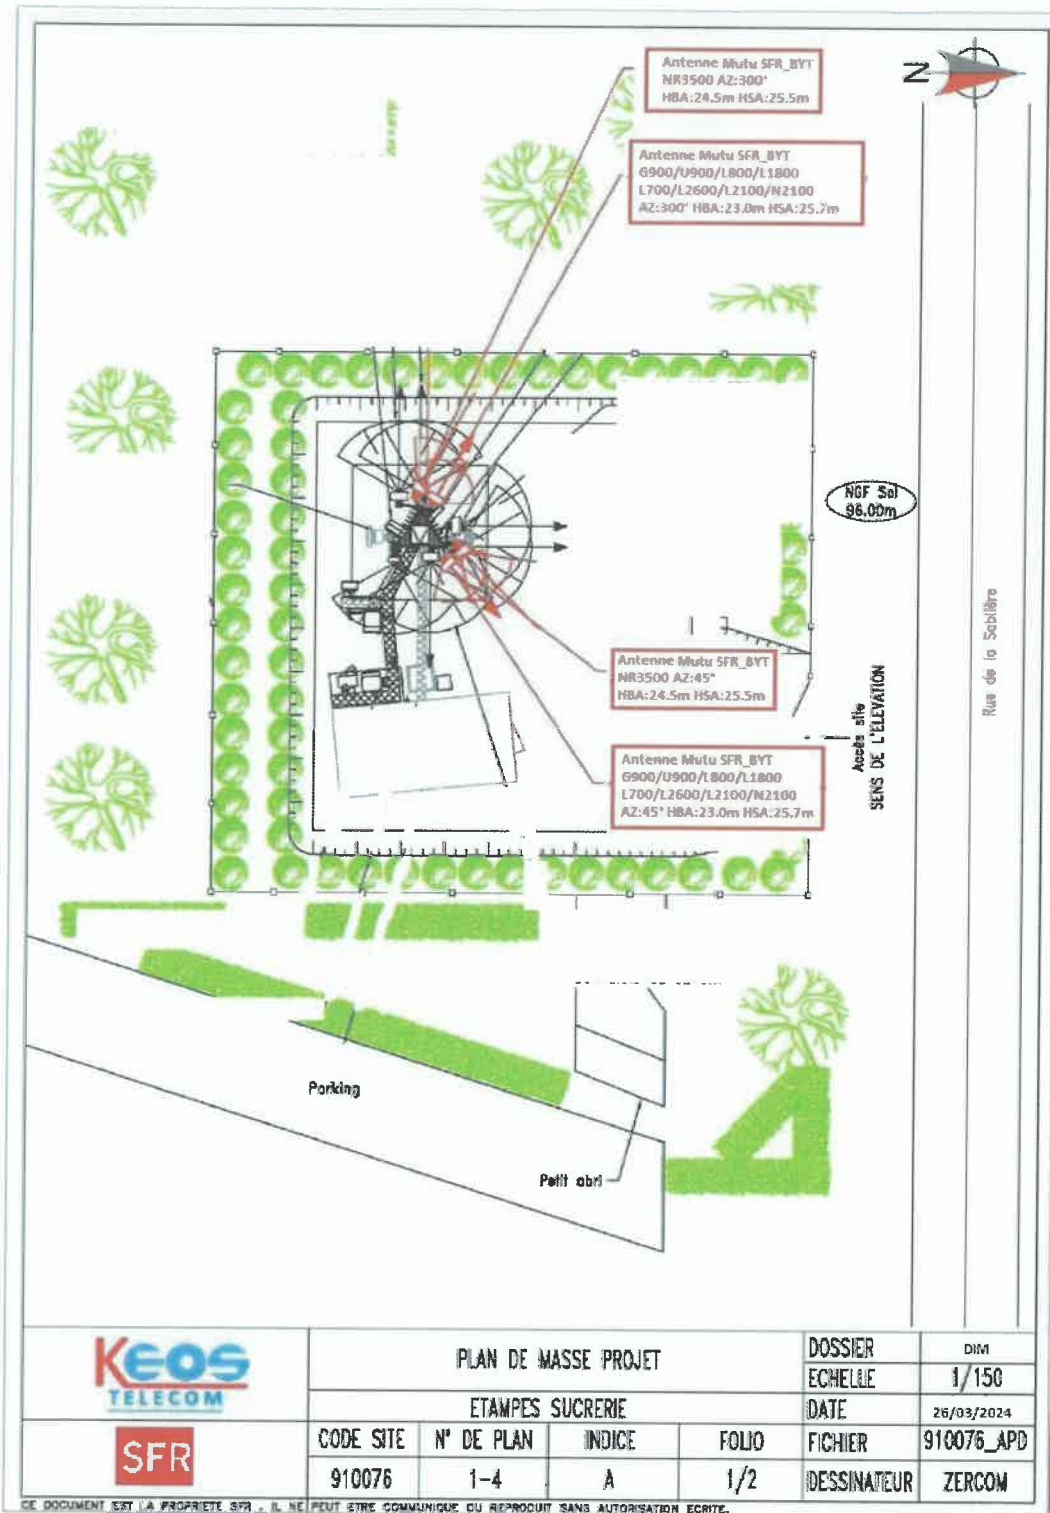 Antenne Mutu SFR_BYT
NR3500 AZ:300°
HBA:24.5m HSA:25.5m
N
Antenne Mutu SFR_BYT
G900/U900/L800/L1800
L700/L2600/L2100/N2100
AZ:300° HBA:23.0m HSA:25.7m
NGF Sol
96.00m
Rue de la Sablière
Antenne Mutu SFR_BYT
NR3500 AZ:45°
HBA:24.5m HSA:25.5m
Accès site
SENS DE L'ELEVATION
Antenne Mutu SFR_BYT
G900/U900/L800/L1800
L700/L2600/L2100/N2100
AZ:45° HBA:23.0m HSA:25.7m
Parking
Petit abri
KEOS
TELECOM
SFR
PLAN DE MASSE PROJET
ETAMPES SUCRERIE
CODE SITE N° DE PLAN INDICE FOLIO
910076 1-4 A 1/2
DOSSIER DIM
ECHELLE 1/150
DATE 26/03/2024
FICHIER 910076_APD
DESSINATEUR ZERCOM
CE DOCUMENT EST LA PROPRIETE SFR . IL NE PEUT ETRE COMMUNIQUE OU REPRODUIT SANS AUTORISATION ECRITE.